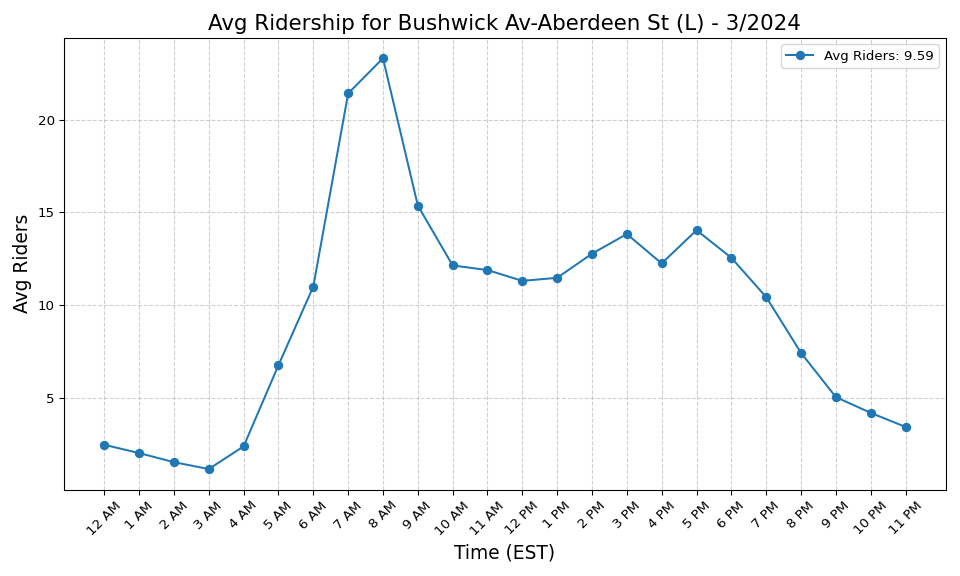 Avg Ridership for Bushwick Av-Aberdeen St (L) - 3/2024
Avg Riders: 9.59
Avg Riders
20
15
10
5
12 AM
1 AM
2 AM
3 AM
4 AM
5 AM
6 AM
7 AM
8 AM
9 AM
10 AM
11 AM
12 PM
1 PM
2 PM
3 PM
4 PM
5 PM
6 PM
7 PM
8 PM
9 PM
10 PM
11 PM
Time (EST)